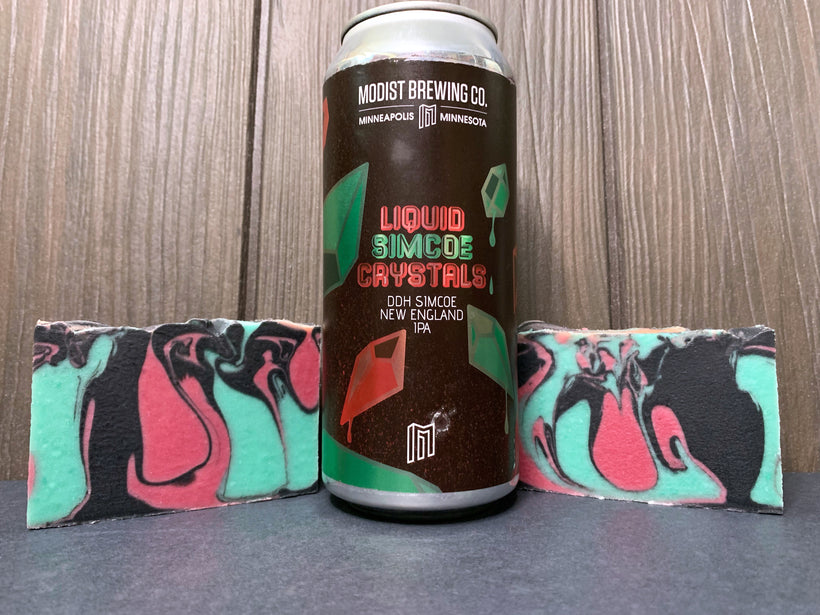 MODIST BREWING CO.
MINNEAPOLIS M MINNESOTA
LIQUID
SIMCOE
CRYSTALS
DDH SIMCOE
NEW ENGLAND
IPA
M